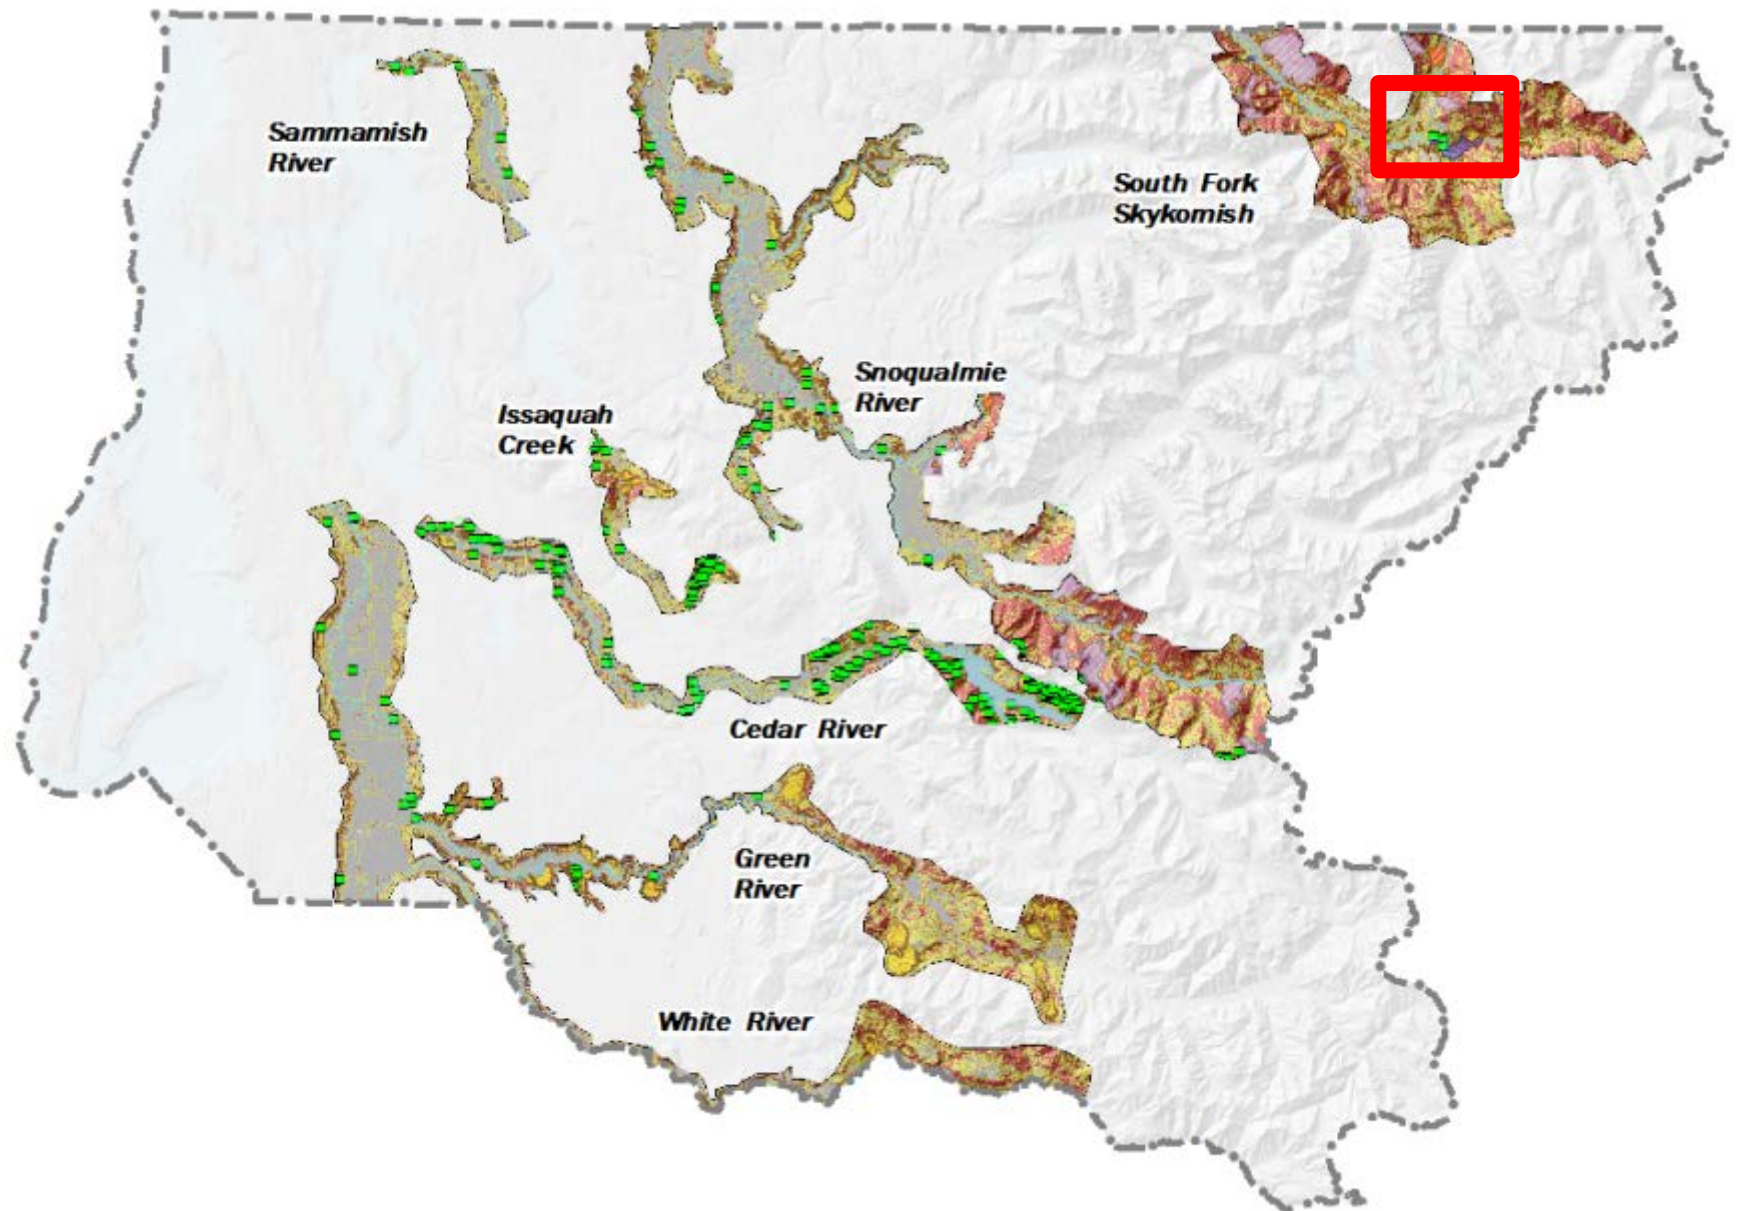 Sammamish
River
South Fork
Skykomish
Snoqualmie
River
Issaquah
Creek
Cedar River
Green
River
White River